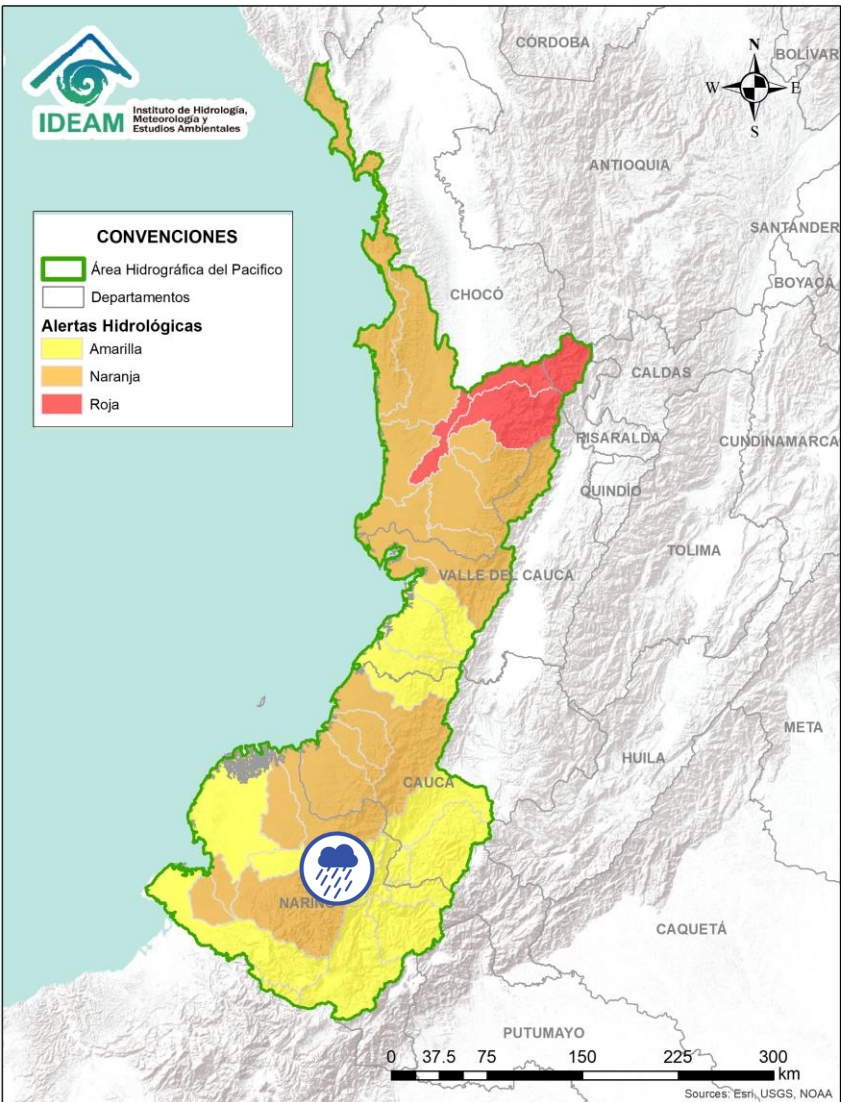 IDEAM
Instituto de Hidrología,
Meteorología y
Estudios Ambientales
N
W
E
S
CONVENCIONES
Área Hidrográfica del Pacifico
Departamentos
Alertas Hidrológicas
Amarilla
Naranja
Roja
CÓRDOBA
BOLÍVAR
ANTIOQUIA
SANTANDER
BOYACÁ
CHOCÓ
CALDAS
RISARALDA
CUNDINAMARCA
QUINDÍO
TOLIMA
VALLE DEL CAUCA
META
HUILA
CAUCA
NARIÑO
CAQUETÁ
PUTUMAYO
0 37.5 75 150 225 300
km
Sources: Esri, USGS, NOAA